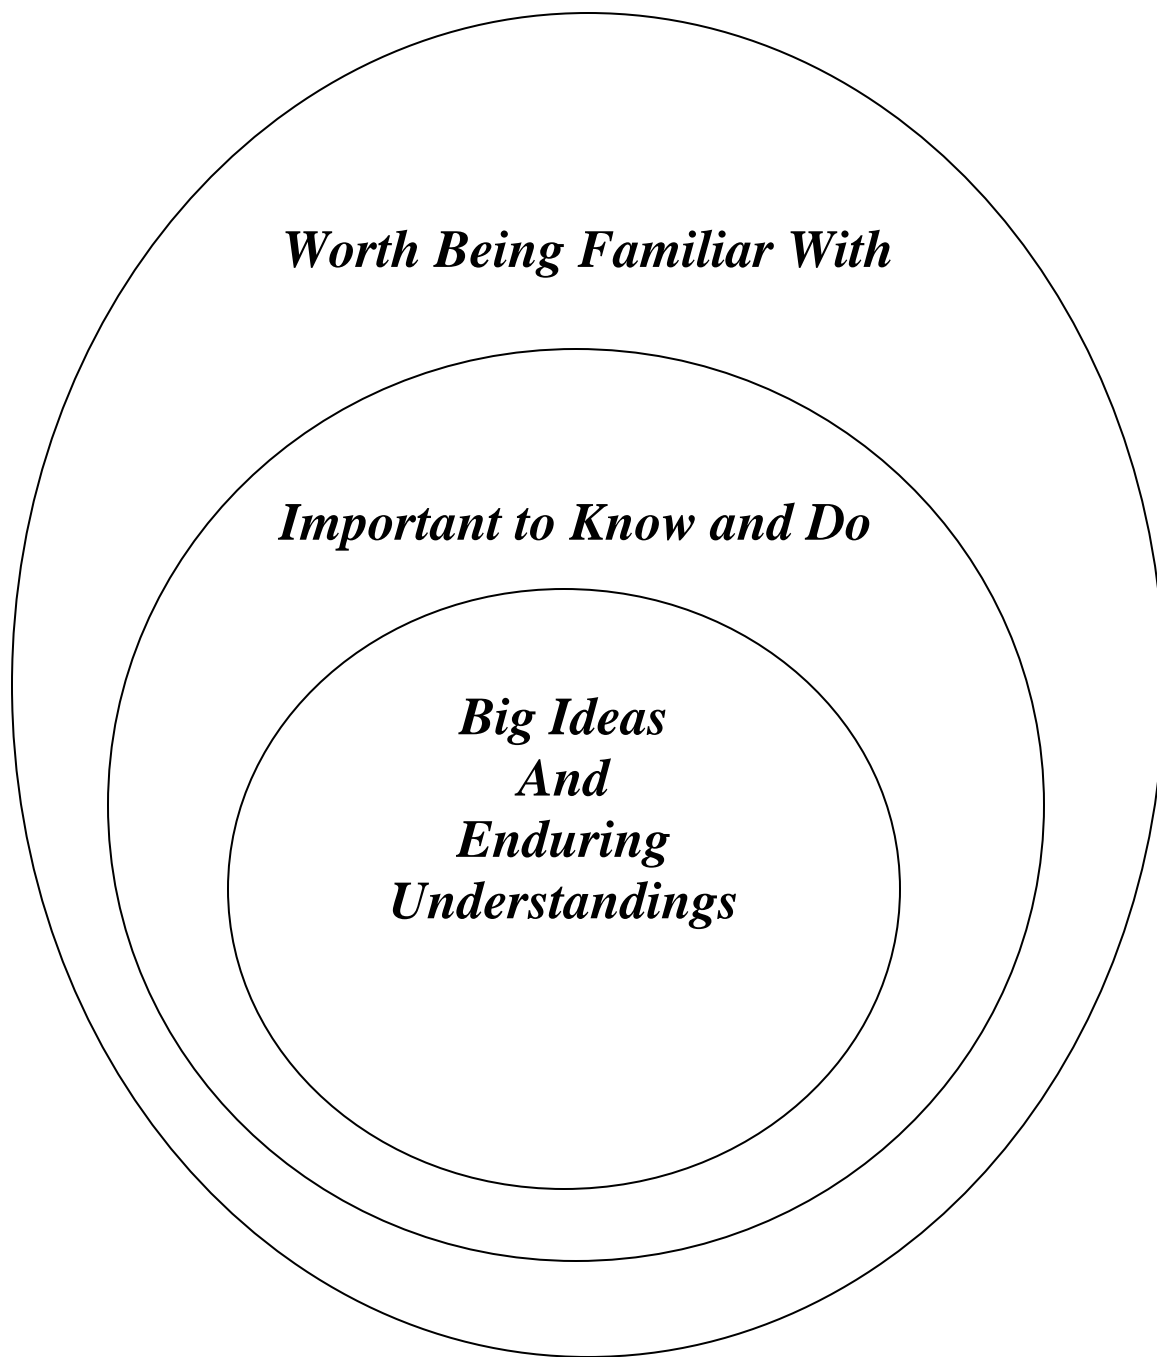 Worth Being Familiar With
Important to Know and Do
Big Ideas
And
Enduring
Understandings